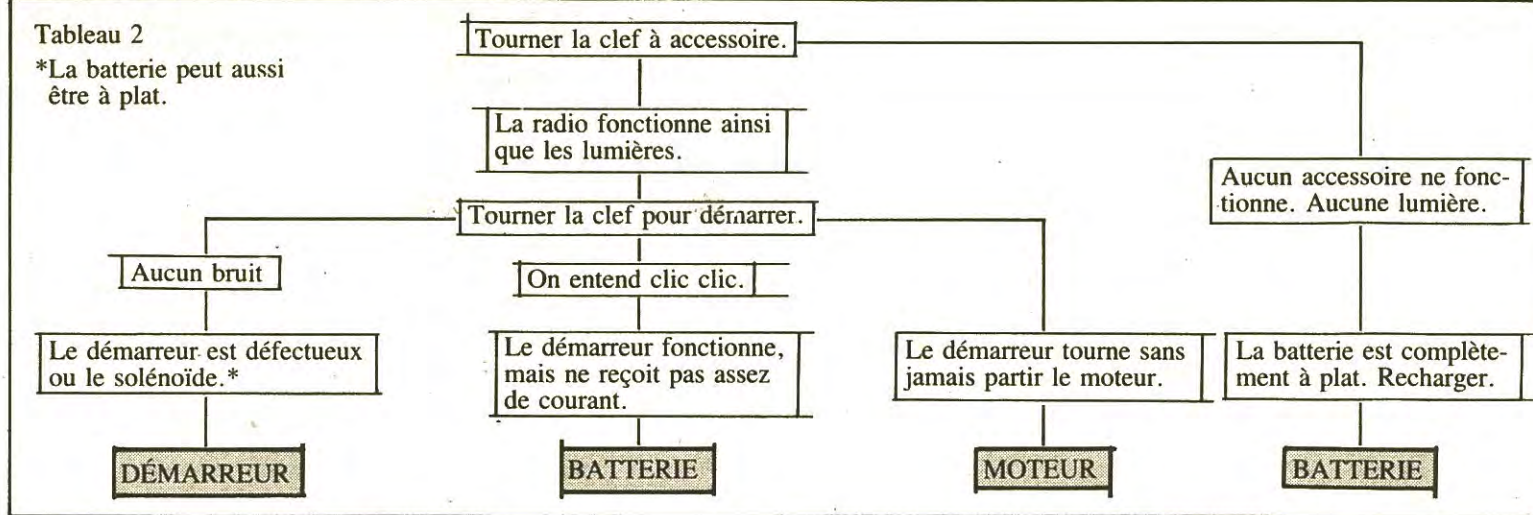 Tableau 2
*La batterie peut aussi
être à plat.
Tourner la clef à accessoire.
La radio fonctionne ainsi
que les lumières.
Aucun accessoire ne fonc-
tionne. Aucune lumière.
Tourner la clef pour démarrer.
Aucun bruit
On entend clic clic.
Le démarreur est défectueux
ou le solénoïde.*
Le démarreur fonctionne,
mais ne reçoit pas assez
de courant.
Le démarreur tourne sans
jamais partir le moteur.
La batterie est complète-
ment à plat. Recharger.
DÉMARREUR
BATTERIE
MOTEUR
BATTERIE